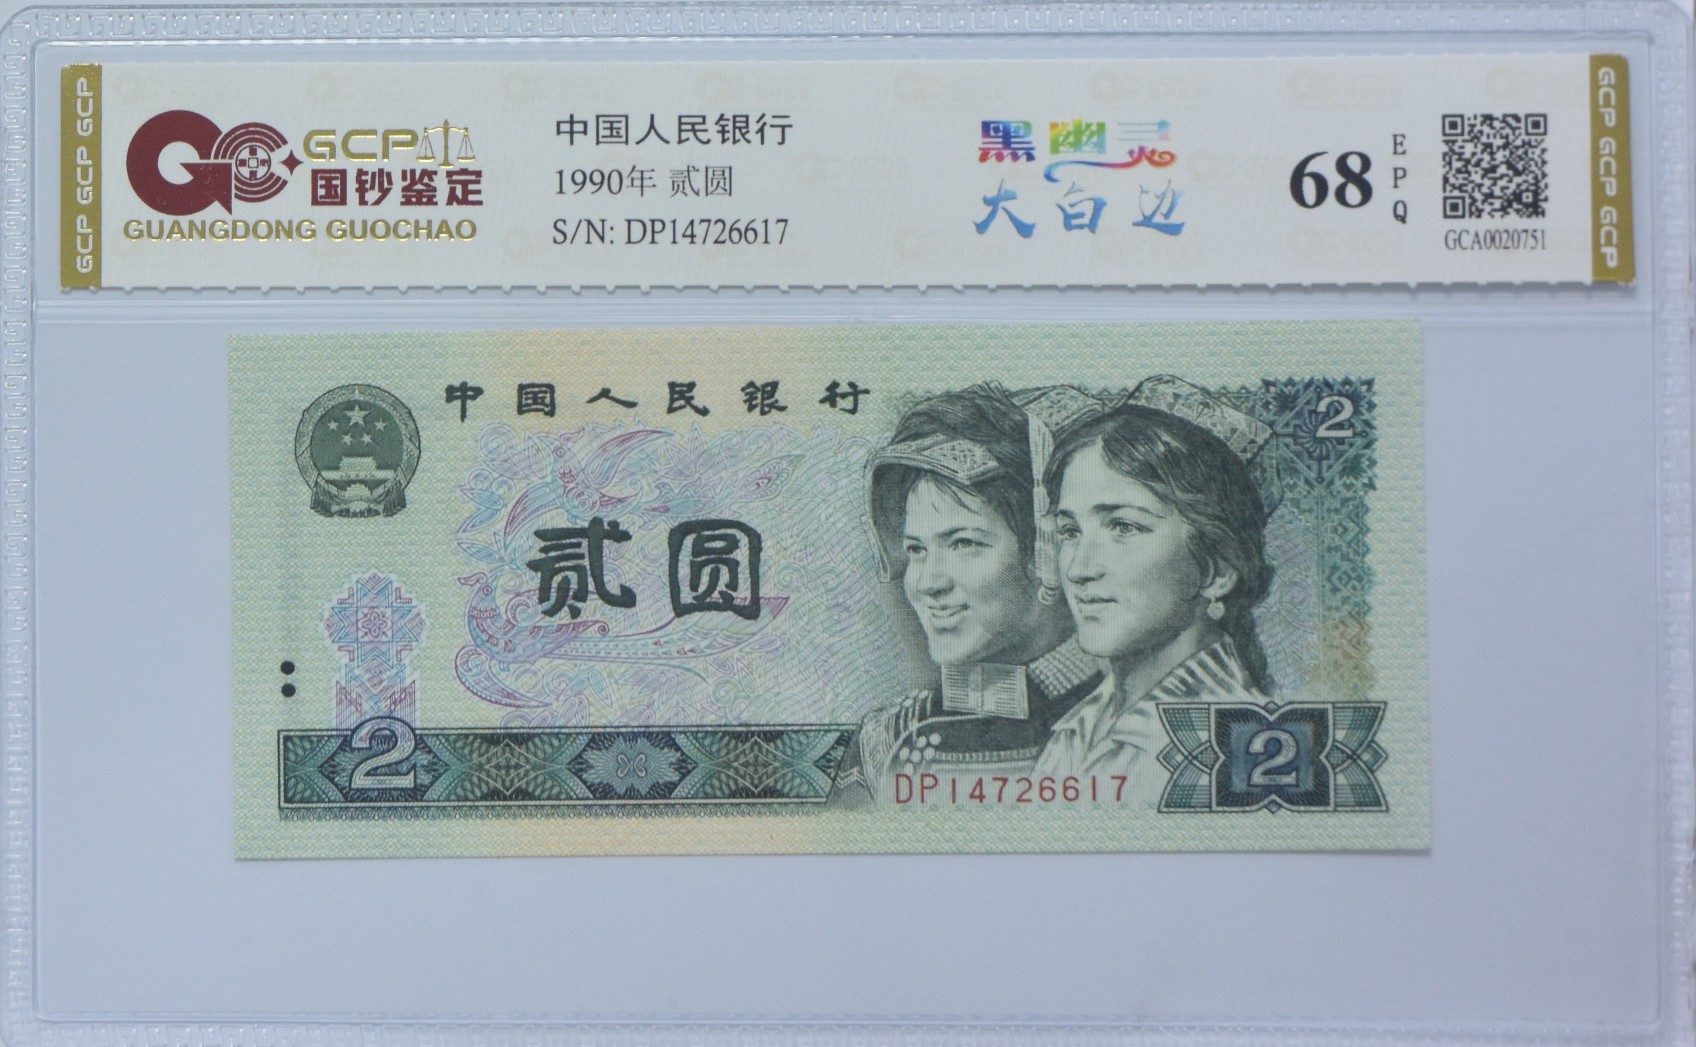 GCP GCP GCP
GCP
国钞鉴定
GUANGDONG GUOCHAO
中国人民银行
1990年 贰圆
S/N: DP14726617
黑幽灵
大白边
68
EPQ
GCA0020751
GCP GCP GCP
中国人民银行
2
贰圆
2
DP14726617
2